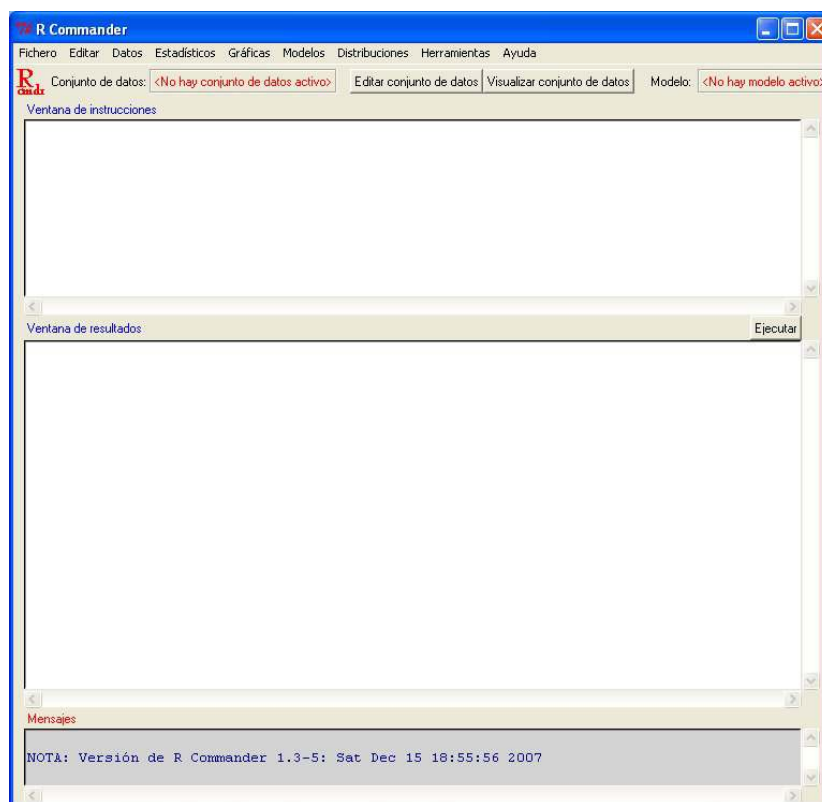 R Commander
Fichero Editar Datos Estadísticos Gráficas Modelos Distribuciones Herramientas Ayuda
R cmdr Conjunto de datos: <No hay conjunto de datos activo> Editar conjunto de datos Visualizar conjunto de datos Modelo: <No hay modelo activo>
Ventana de instrucciones
Ventana de resultados Ejecutar
Mensajes
NOTA: Versión de R Commander 1.3-5: Sat Dec 15 18:55:56 2007